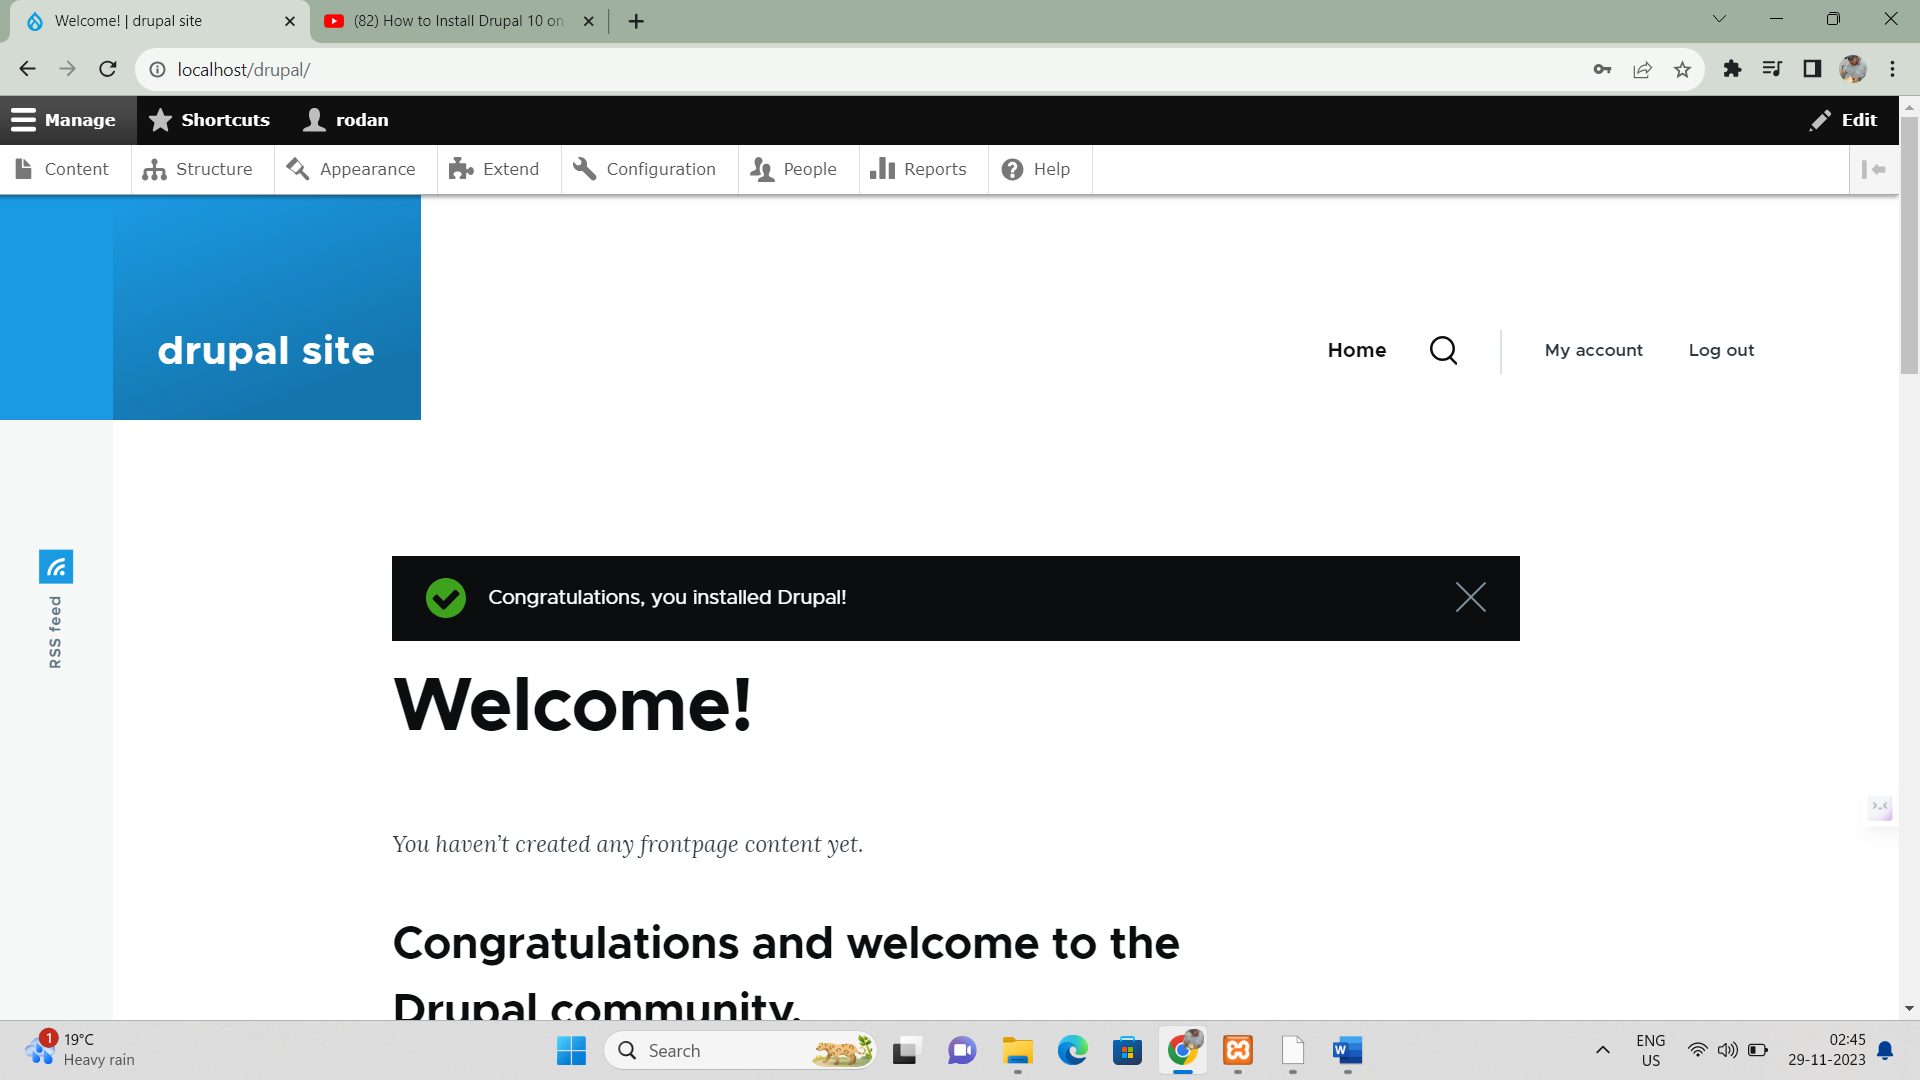 Welcome! | drupal site
(82) How to Install Drupal 10 on
localhost/drupal/
Manage
Shortcuts
rodan
Edit
Content
Structure
Appearance
Extend
Configuration
People
Reports
Help
drupal site
Home
My account
Log out
RSS feed
Congratulations, you installed Drupal!
Welcome!
You haven’t created any frontpage content yet.
Congratulations and welcome to the
Drupal community.
1
19°C
Heavy rain
Search
W
ENG
US
02:45
29-11-2023